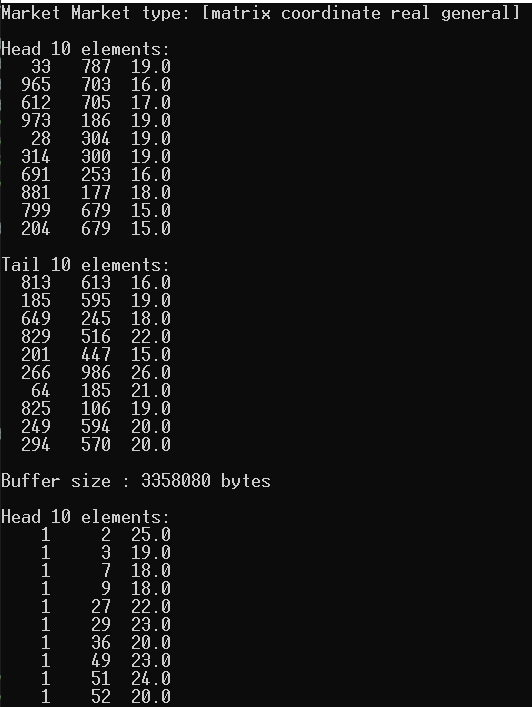 Market Market type: [matrix coordinate real general]
Head 10 elements:
33 787 19.0
965 703 16.0
612 705 17.0
973 186 19.0
28 304 19.0
314 300 19.0
691 253 16.0
881 177 18.0
799 679 15.0
204 679 15.0
Tail 10 elements:
813 613 16.0
185 595 19.0
649 245 18.0
829 516 22.0
201 447 15.0
266 986 26.0
64 185 21.0
825 106 19.0
249 594 20.0
294 570 20.0
Buffer size : 3358080 bytes
Head 10 elements:
1 2 25.0
1 3 19.0
1 7 18.0
1 9 18.0
1 27 22.0
1 29 23.0
1 36 20.0
1 49 23.0
1 51 24.0
1 52 20.0